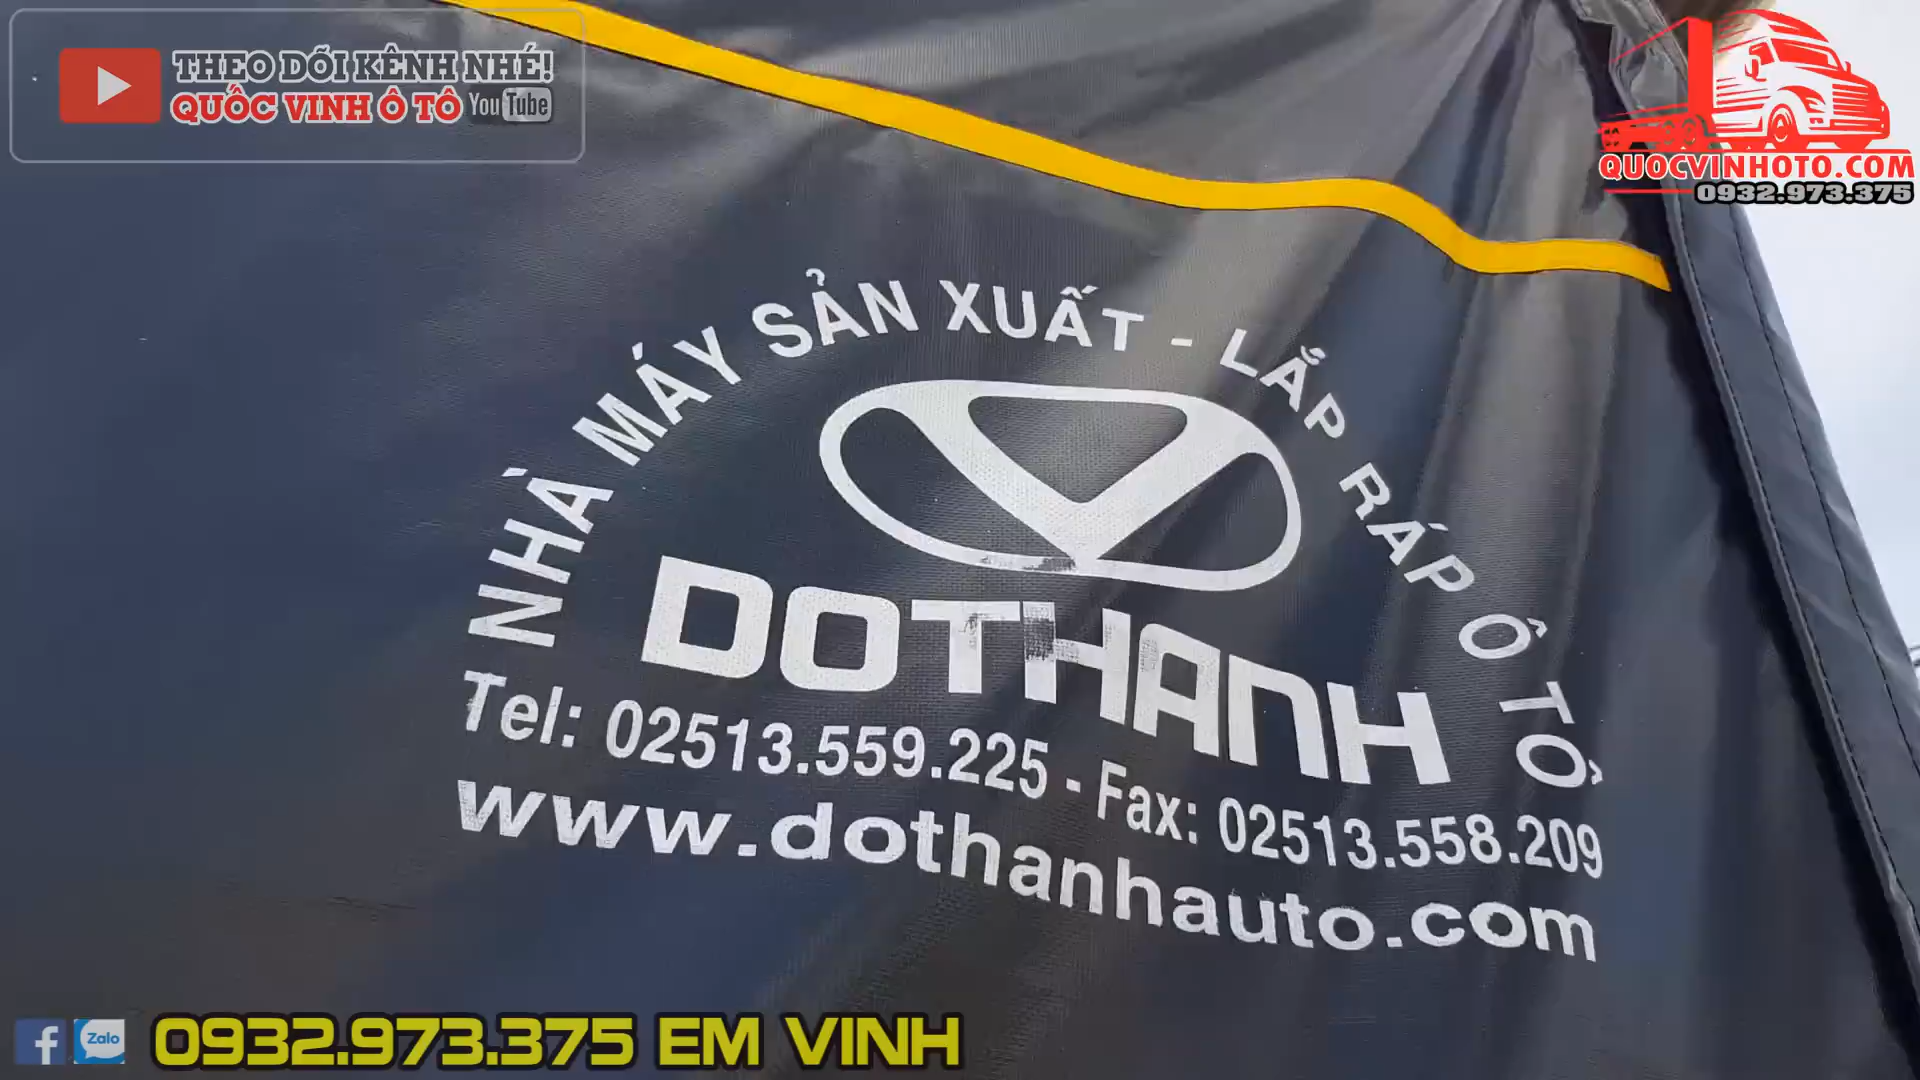 THEO DÕI KÊNH NHÉ!
QUỐC VINH Ô TÔ YouTube
QUOCVINHOTO.COM
0932.973.375
NHÀ MÁY SẢN XUẤT - LẮP RÁP Ô TÔ
DOTHANH
Tel: 02513.559.225 - Fax: 02513.558.209
www.dothanhauto.com
f Zalo 0932.973.375 EM VINH